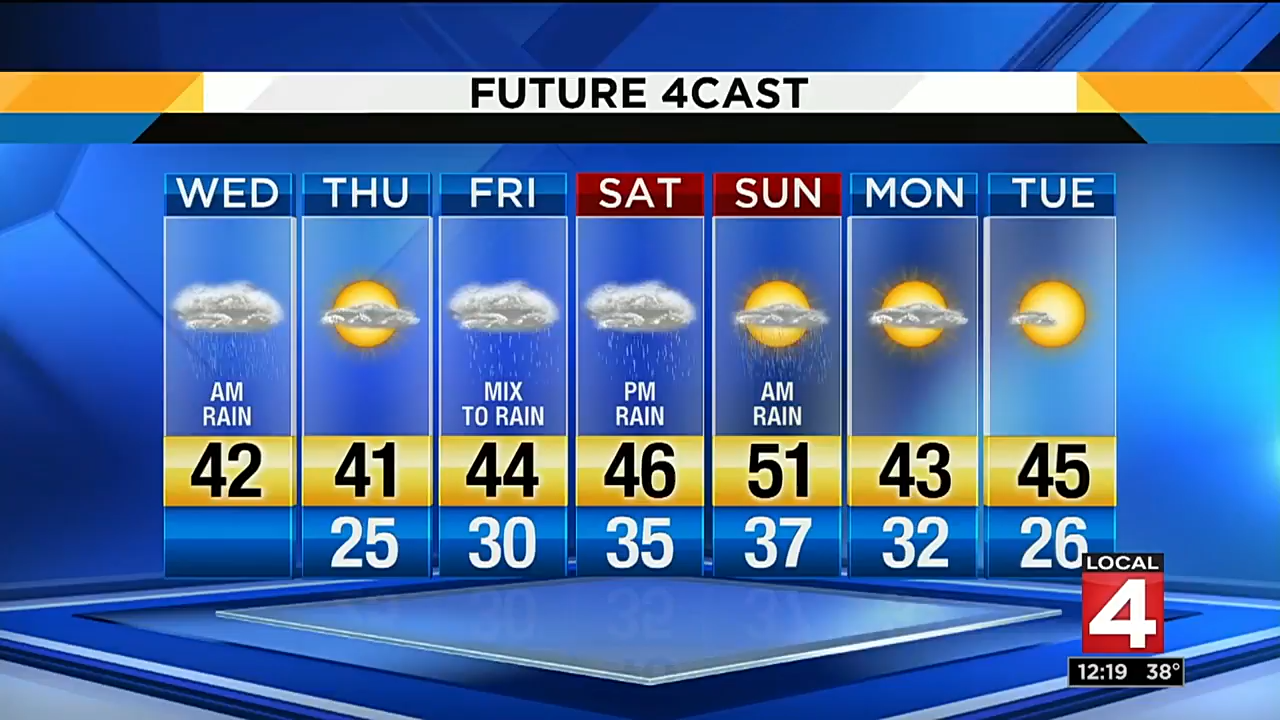 FUTURE 4CAST
WED THU FRI SAT SUN MON TUE
AM RAIN
MIX TO RAIN
PM RAIN
AM RAIN
42 41 44 46 51 43 45
25 30 35 37 32 26
LOCAL
4
12:19 38°